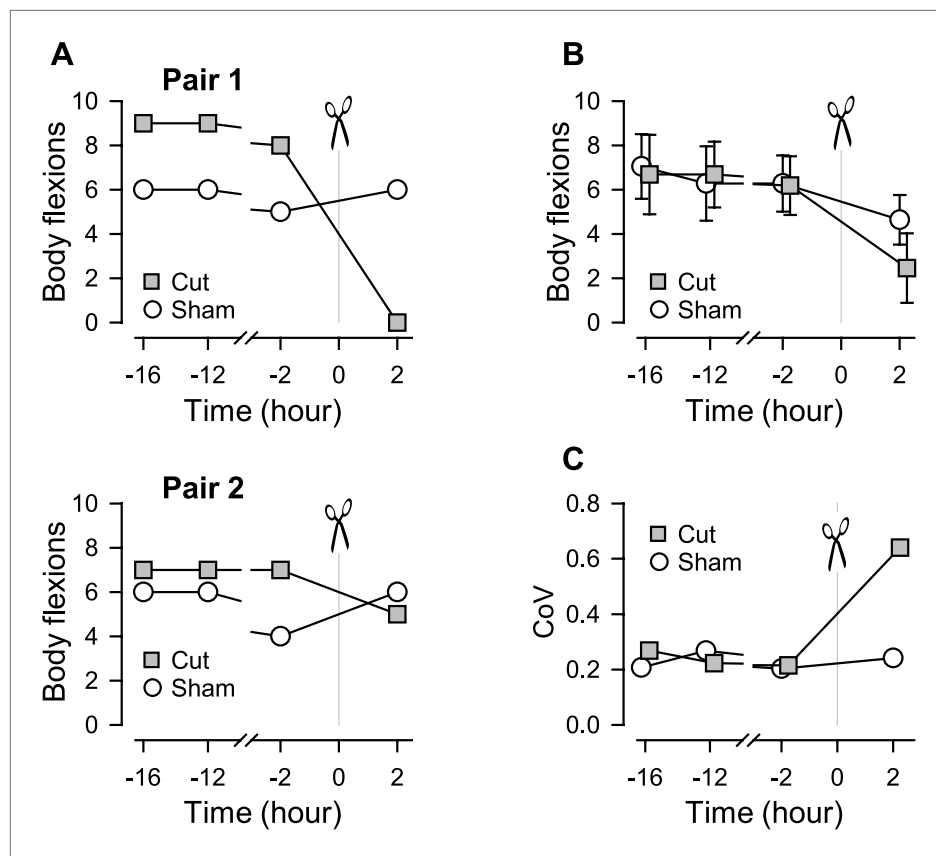 A
Pair 1
10
8
6
4
2
0
Body flexions
Cut
Sham
-16 -12 -2 0 2
Time (hour)
Pair 2
10
8
6
4
2
0
Body flexions
Cut
Sham
-16 -12 -2 0 2
Time (hour)
B
10
8
6
4
2
0
Body flexions
Cut
Sham
-16 -12 -2 0 2
Time (hour)
C
0.8
0.6
0.4
0.2
0.0
CoV
Cut
Sham
-16 -12 -2 0 2
Time (hour)